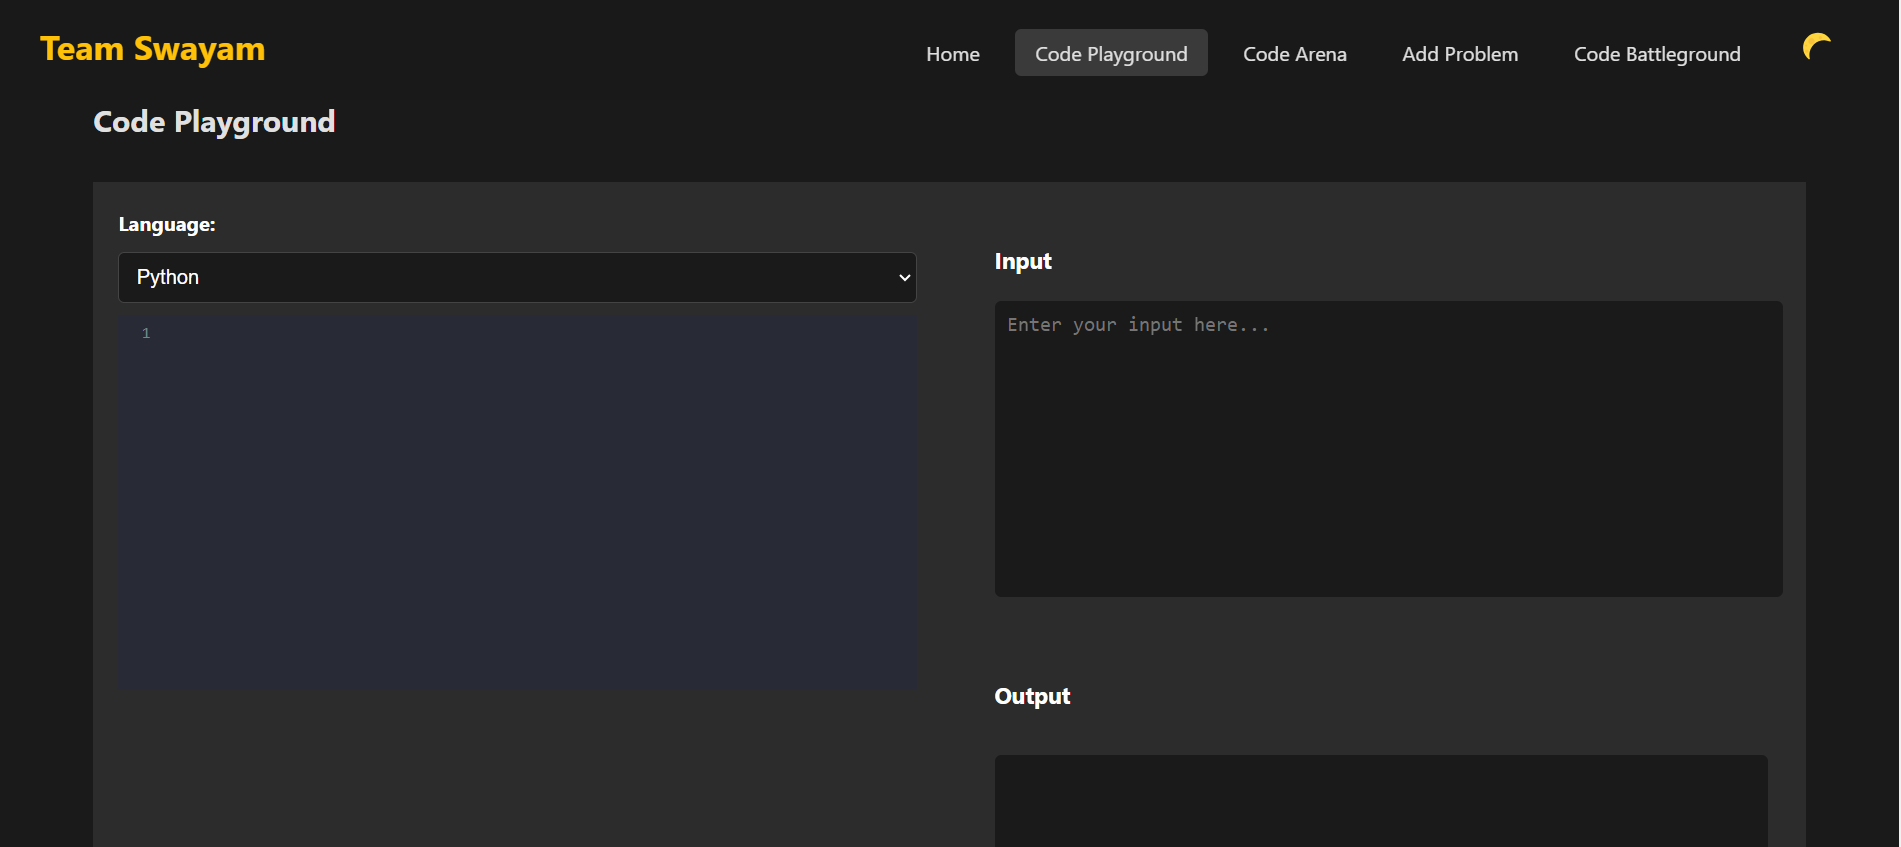 Team Swayam
Home
Code Playground
Code Arena
Add Problem
Code Battleground
Code Playground
Language:
Python
1
Input
Enter your input here...
Output